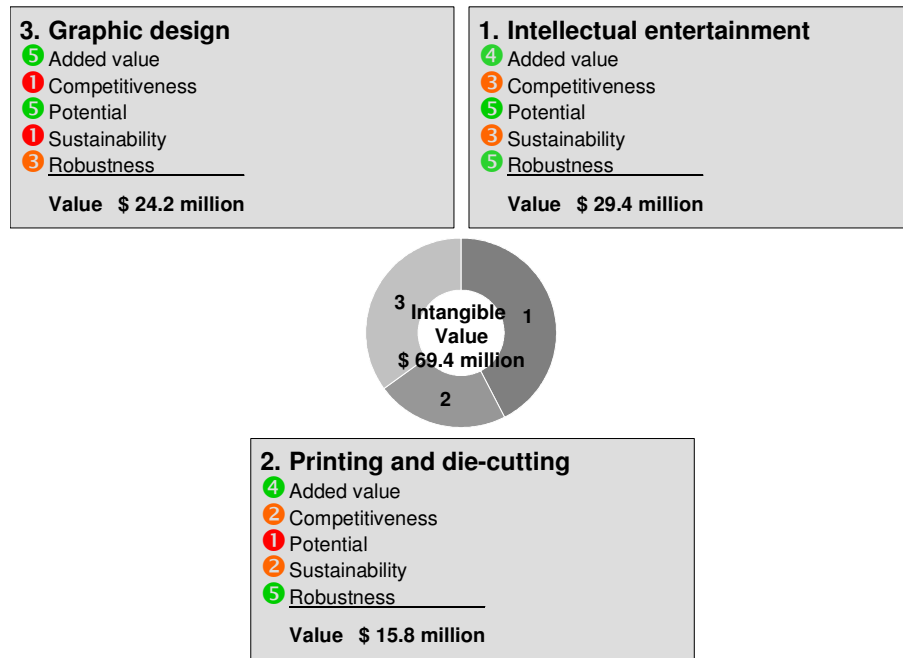 3. Graphic design
5 Added value
1 Competitiveness
5 Potential
1 Sustainability
3 Robustness
Value $ 24.2 million
1. Intellectual entertainment
4 Added value
3 Competitiveness
5 Potential
3 Sustainability
5 Robustness
Value $ 29.4 million
3
1
2
Intangible
Value
$ 69.4 million
2. Printing and die-cutting
4 Added value
2 Competitiveness
1 Potential
2 Sustainability
5 Robustness
Value $ 15.8 million